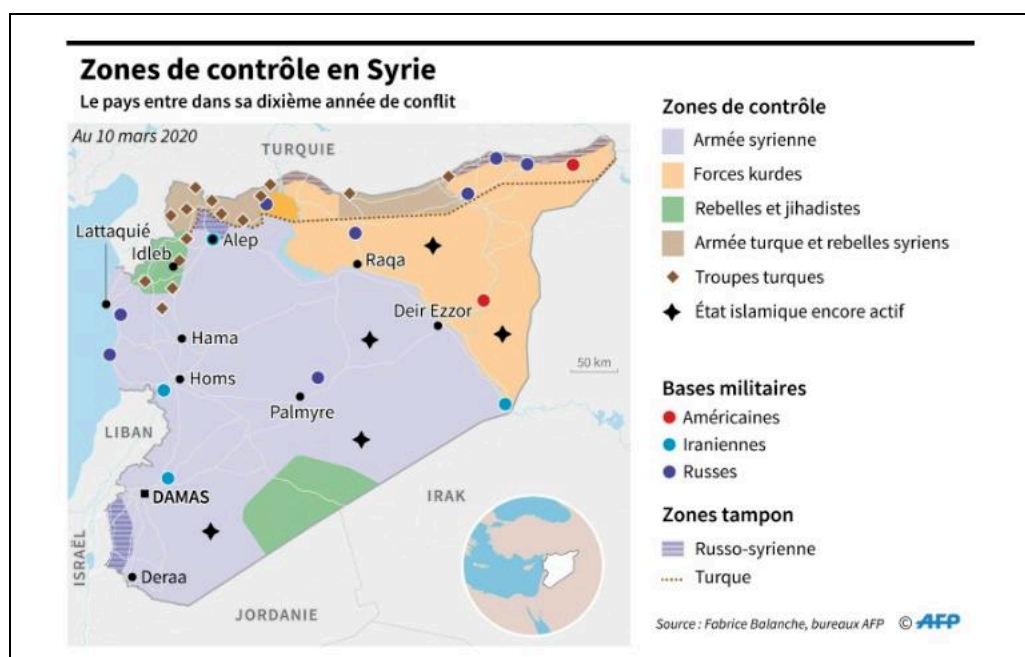 Zones de contrôle en Syrie
Le pays entre dans sa dixième année de conflit
Au 10 mars 2020
TURQUIE
Lattaquié
Idleb
Alep
Raqa
Deir Ezzor
Hama
Homs
Palmyre
50 km
LIBAN
DAMAS
IRAK
ISRAËL
Deraa
JORDANIE
Zones de contrôle
Armée syrienne
Forces kurdes
Rebelles et jihadistes
Armée turque et rebelles syriens
Troupes turques
État islamique encore actif
Bases militaires
Américaines
Iraniennes
Russes
Zones tampon
Russo-syrienne
Turque
Source : Fabrice Balanche, bureaux AFP © AFP